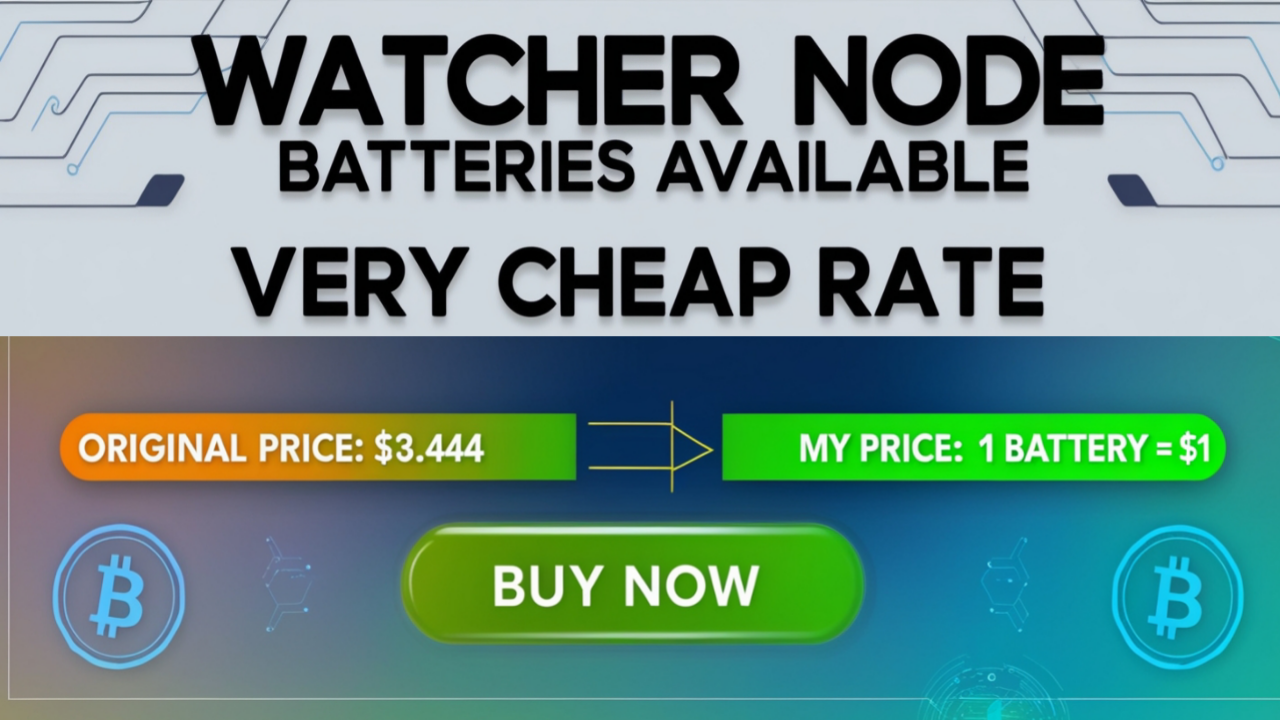 WATCHER NODE
BATTERIES AVAILABLE
VERY CHEAP RATE
ORIGINAL PRICE: $3.444
MY PRICE: 1 BATTERY = $1
BUY NOW